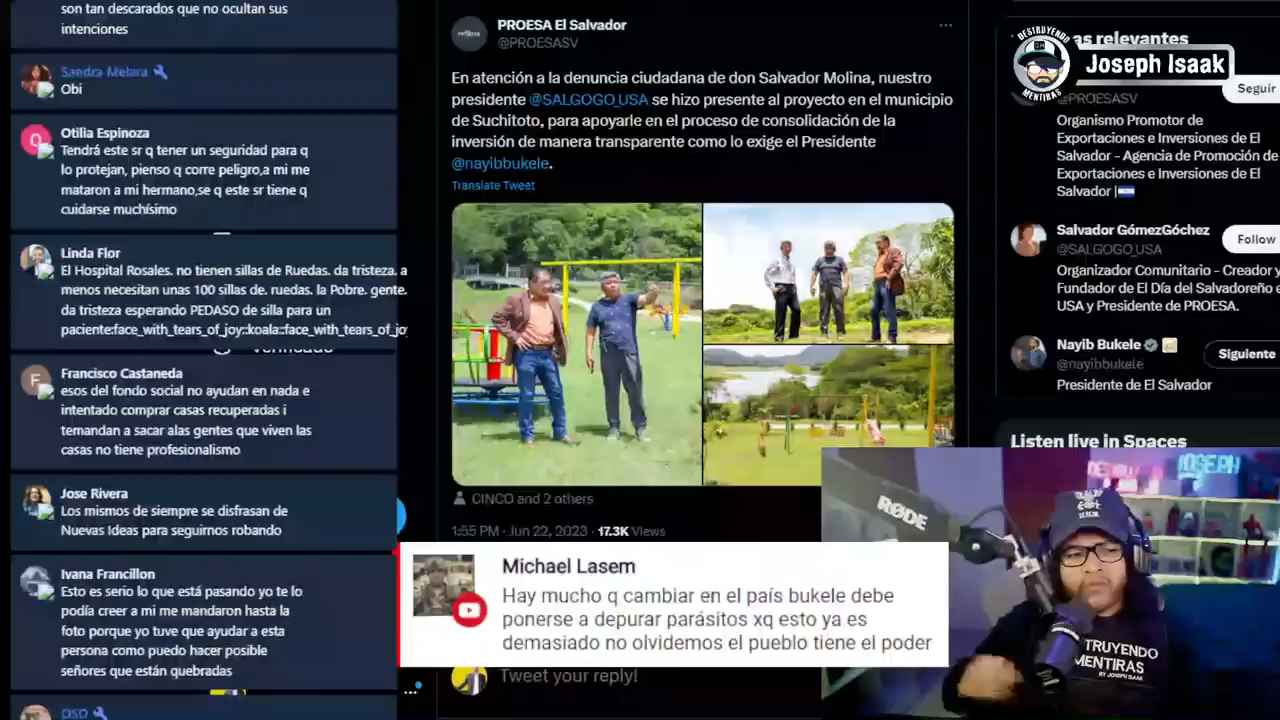 son tan descarados que no ocultan sus
intenciones
Sandra Melara
Obi
Otilia Espinoza
Tendrá este sr q tener un seguridad para q
lo protejan, pienso q corre peligro,a mi me
mataron a mi hermano,se q este sr tiene q
cuidarse muchísimo
Linda Flor
El Hospital Rosales. no tienen sillas de Ruedas. da tristeza. a
menos necesitan unas 100 sillas de. ruedas. la Pobre. gente.
da tristeza esperando PEDASO de silla para un
paciente:face_with_tears_of_joy::koala::face_with_tears_of_jo
Francisco Castaneda
esos del fondo social no ayudan en nada e
intentado comprar casas recuperadas i
temandan a sacar alas gentes que viven las
casas no tiene profesionalismo
Jose Rivera
Los mismos de siempre se disfrasan de
Nuevas Ideas para seguirnos robando
Ivana Francillon
Esto es serio lo que está pasando yo te lo
podía creer a mi me mandaron hasta la
foto porque yo tuve que ayudar a esta
persona como puedo hacer posible
señores que están quebradas
OSO
PROESA El Salvador
@PROESASV
En atención a la denuncia ciudadana de don Salvador Molina, nuestro
presidente @SALGOGO_USA se hizo presente al proyecto en el municipio
de Suchitoto, para apoyarle en el proceso de consolidación de la
inversión de manera transparente como lo exige el Presidente
@nayibbukele.
Translate Tweet
CINCO and 2 others
1:55 PM · Jun 22, 2023 · 17.3K Views
Michael Lasem
Hay mucho q cambiar en el país bukele debe
ponerse a depurar parásitos xq esto ya es
demasiado no olvidemos el pueblo tiene el poder
Tweet your reply!
as relevantes
DESTRUYENDO
MENTIRAS
Joseph Isaak
Seguir
@PROESASV
Organismo Promotor de
Exportaciones e Inversiones de El
Salvador - Agencia de Promoción de
Exportaciones e Inversiones de El
Salvador |
Salvador GómezGóchez
Follow
@SALGOGO_USA
Organizador Comunitario - Creador y
Fundador de El Día del Salvadoreño e
USA y Presidente de PROESA.
Nayib Bukele
Siguiente
@nayibbukele
Presidente de El Salvador
Listen live in Spaces
RØDE
JOSEPH
TRUYENDO
MENTIRAS
BY JOSEPH ISAAK